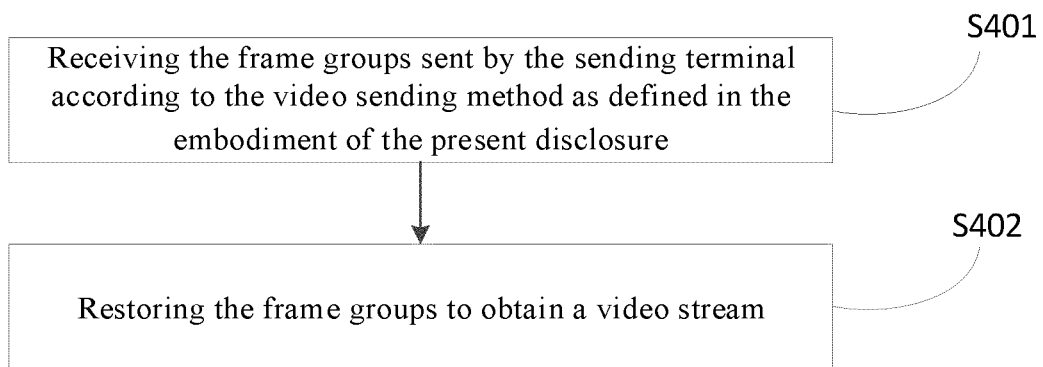 S401
Receiving the frame groups sent by the sending terminal
according to the video sending method as defined in the
embodiment of the present disclosure
S402
Restoring the frame groups to obtain a video stream